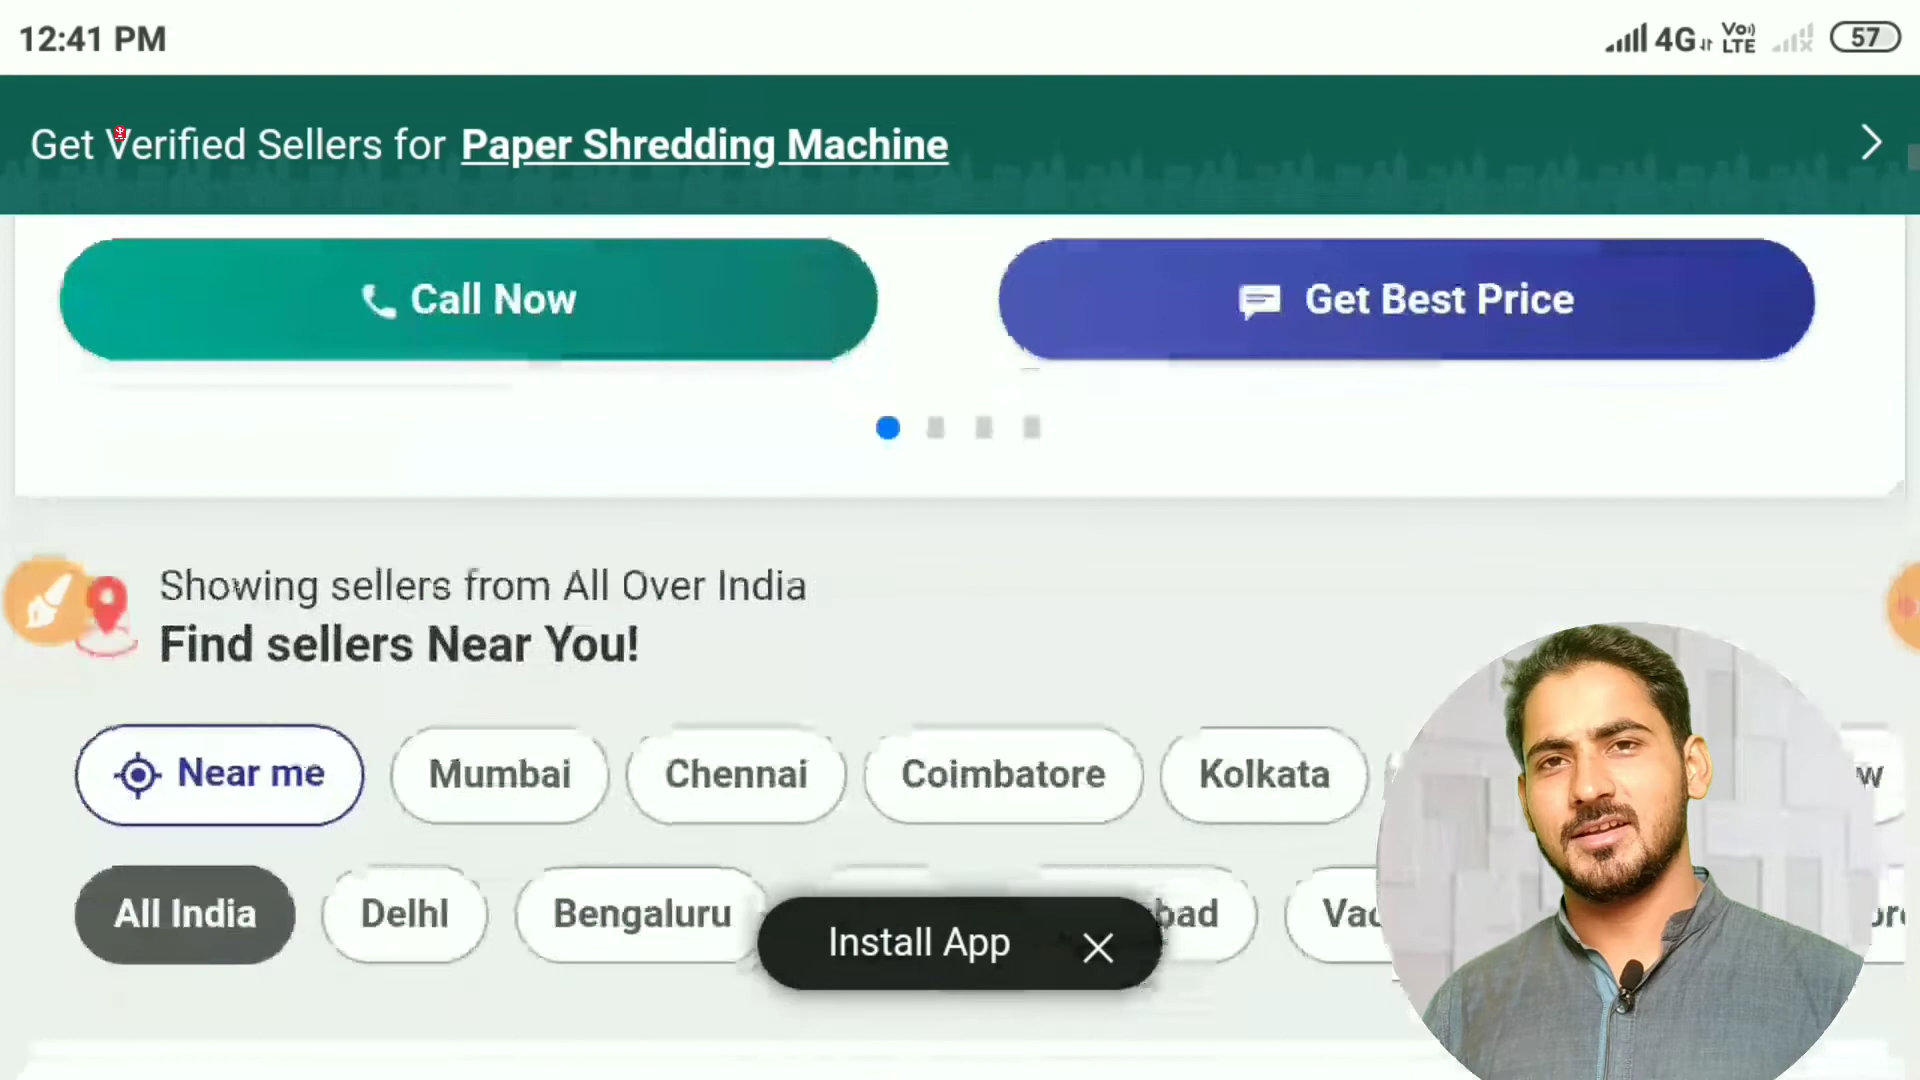 12:41 PM
4G
Vo))
LTE
57
Get Verified Sellers for Paper Shredding Machine
Call Now
Get Best Price
Showing sellers from All Over India
Find sellers Near You!
Near me
Mumbai
Chennai
Coimbatore
Kolkata
All India
Delhi
Bengaluru
Install App